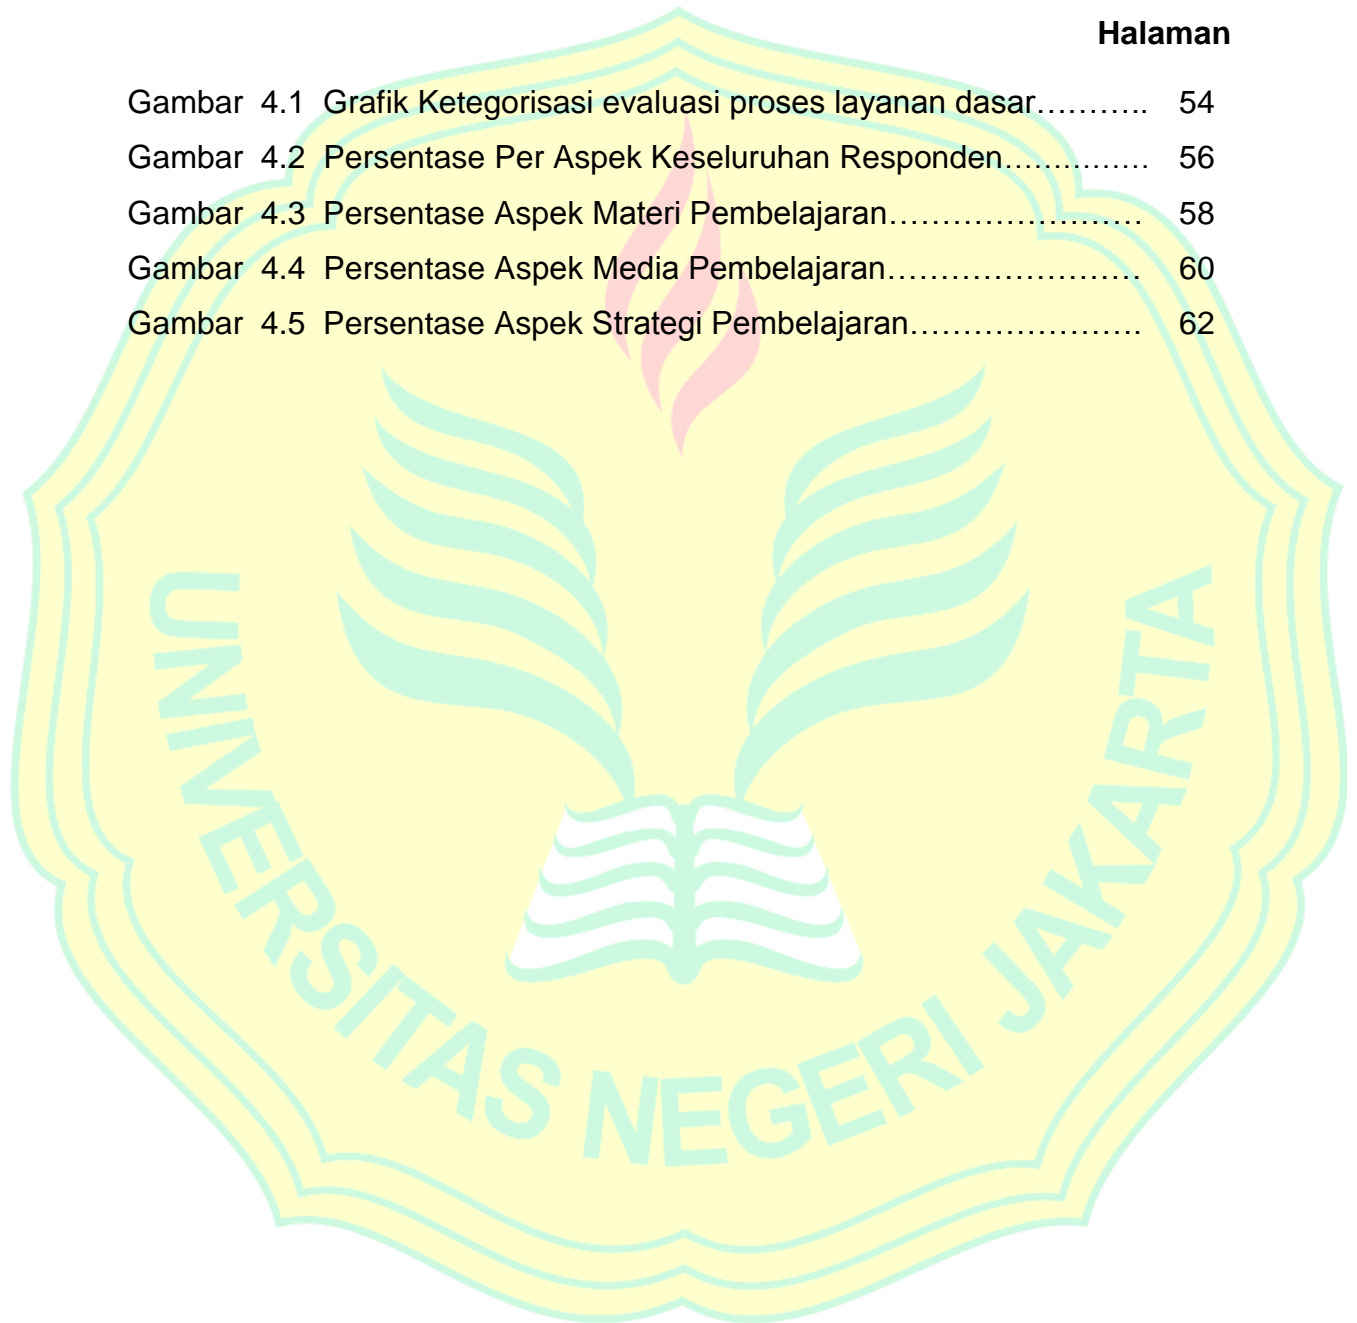 Halaman
Gambar 4.1 Grafik Ketegorisasi evaluasi proses layanan dasar……….. 54
Gambar 4.2 Persentase Per Aspek Keseluruhan Responden…………… 56
Gambar 4.3 Persentase Aspek Materi Pembelajaran…………………… 58
Gambar 4.4 Persentase Aspek Media Pembelajaran…………………… 60
Gambar 4.5 Persentase Aspek Strategi Pembelajaran…………………. 62
UNIVERSITAS NEGERI JAKARTA